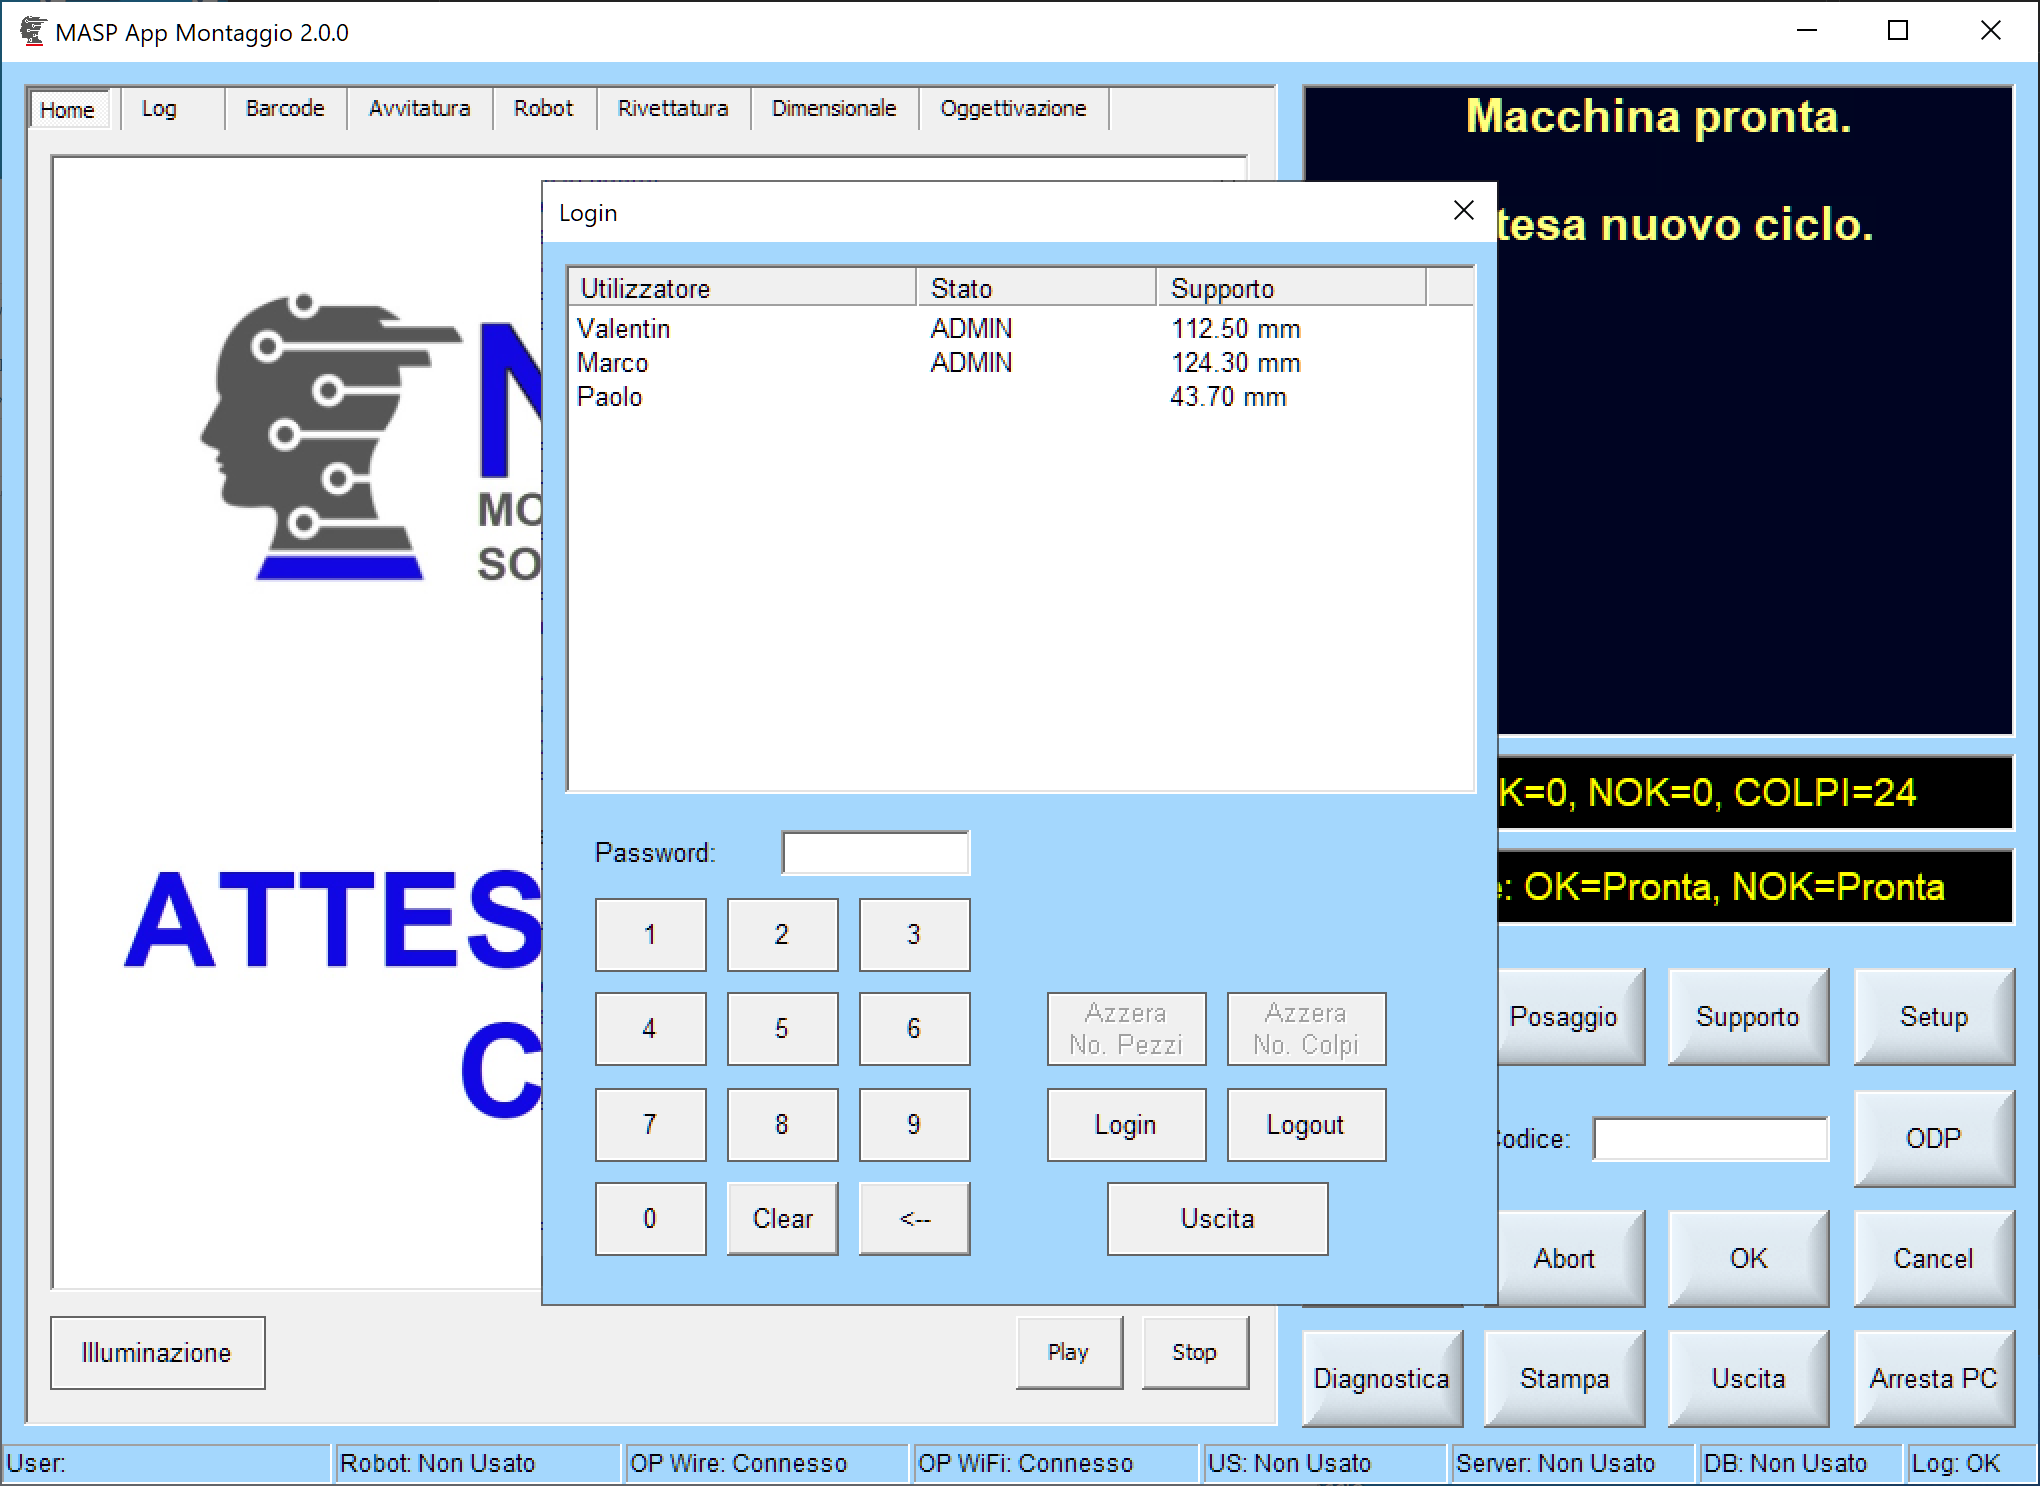 MASP App Montaggio 2.0.0
Home
Log
Barcode
Avvitatura
Robot
Rivettatura
Dimensionale
Oggettivazione
Macchina pronta.
tesa nuovo ciclo.
Login
Utilizzatore Stato Supporto
Valentin ADMIN 112.50 mm
Marco ADMIN 124.30 mm
Paolo 43.70 mm
MO
SO
ATTES
C
K=0, NOK=0, COLPI=24
: OK=Pronta, NOK=Pronta
Password:
1 2 3
4 5 6
7 8 9
0 Clear <--
Azzera
No. Pezzi
Azzera
No. Colpi
Login
Logout
Uscita
Posaggio
Supporto
Setup
odice:
ODP
Abort
OK
Cancel
Illuminazione
Play
Stop
Diagnostica
Stampa
Uscita
Arresta PC
User:
Robot: Non Usato
OP Wire: Connesso
OP WiFi: Connesso
US: Non Usato
Server: Non Usato
DB: Non Usato
Log: OK